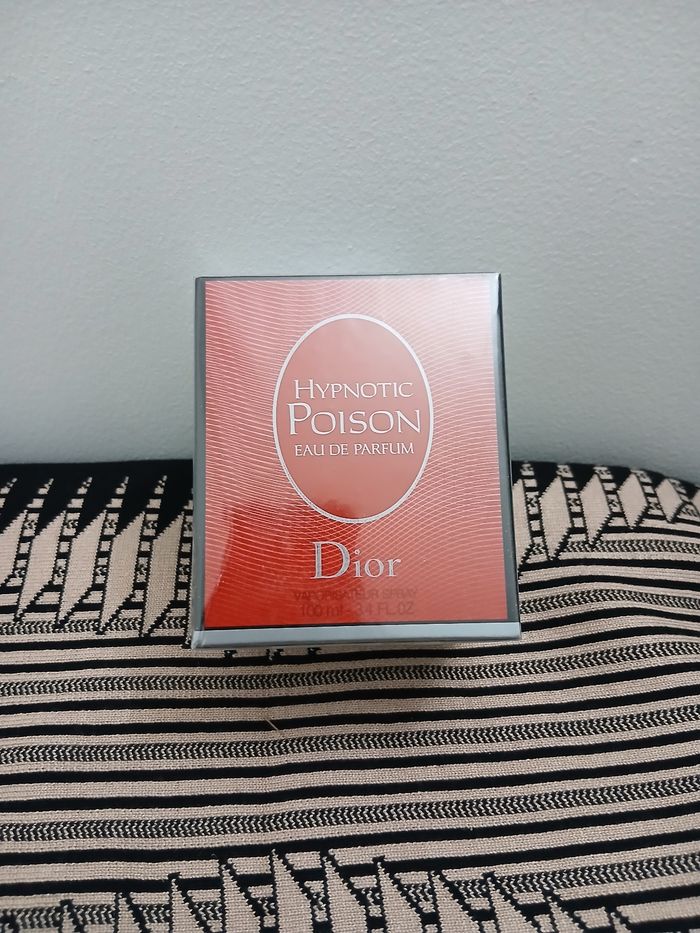 HYPNOTIC
POISON
EAU DE PARFUM
Dior
VAPORISATEUR SPRAY
100 ml - 3.4 FL.OZ